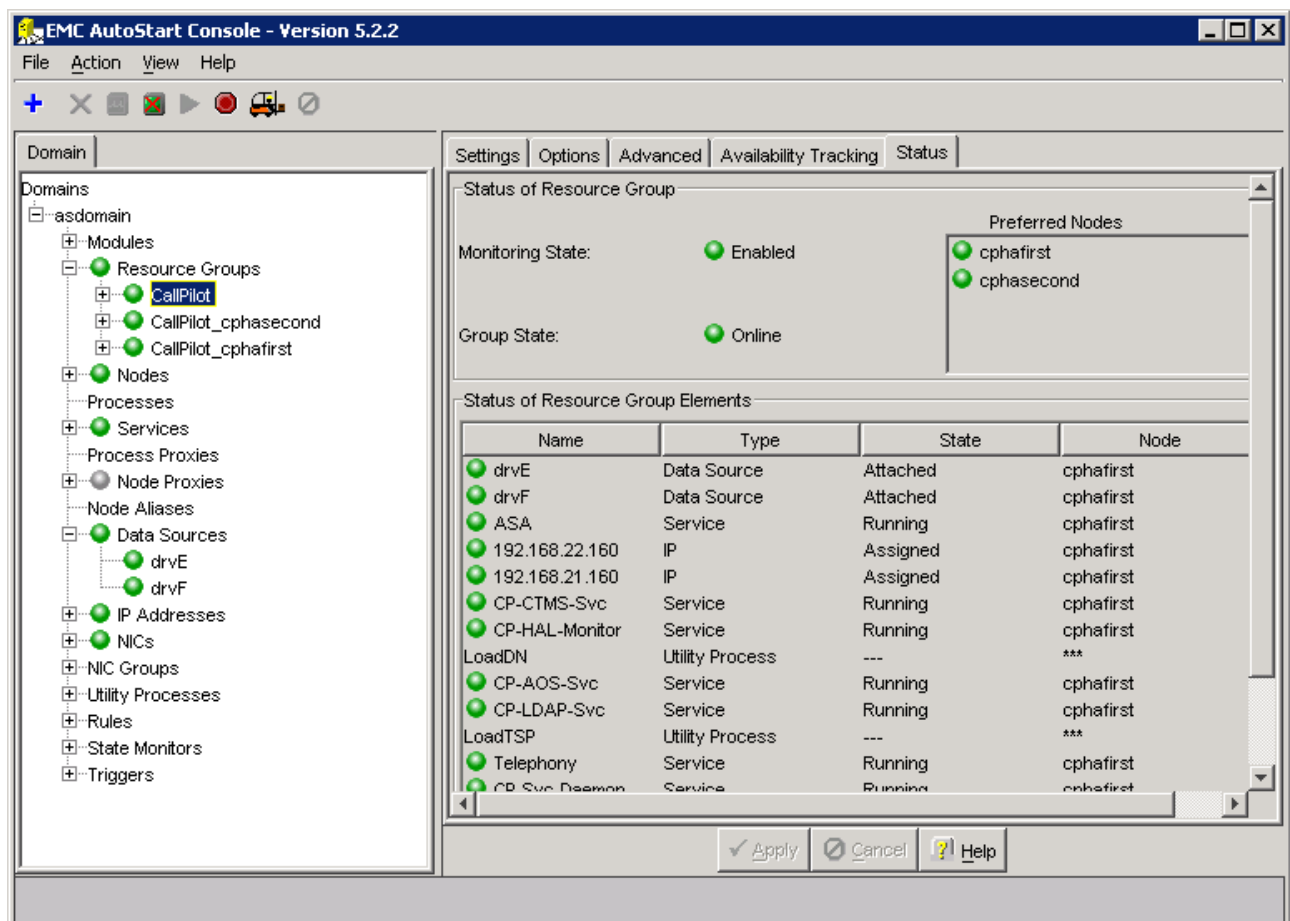 EMC AutoStart Console - Version 5.2.2
File Action View Help
Domain
Domains
asdomain
Modules
Resource Groups
CallPilot
CallPilot_cphasecond
CallPilot_cphafirst
Nodes
Processes
Services
Process Proxies
Node Proxies
Node Aliases
Data Sources
drvE
drvF
IP Addresses
NICs
NIC Groups
Utility Processes
Rules
State Monitors
Triggers
Settings Options Advanced Availability Tracking Status
Status of Resource Group
Preferred Nodes
Monitoring State: Enabled
cphafirst
cphasecond
Group State: Online
Status of Resource Group Elements
Name Type State Node
drvE Data Source Attached cphafirst
drvF Data Source Attached cphafirst
ASA Service Running cphafirst
192.168.22.160 IP Assigned cphafirst
192.168.21.160 IP Assigned cphafirst
CP-CTMS-Svc Service Running cphafirst
CP-HAL-Monitor Service Running cphafirst
LoadDN Utility Process --- ***
CP-AOS-Svc Service Running cphafirst
CP-LDAP-Svc Service Running cphafirst
LoadTSP Utility Process --- ***
Telephony Service Running cphafirst
CP Svc Daemon Service Running cphafirst
Apply Cancel Help